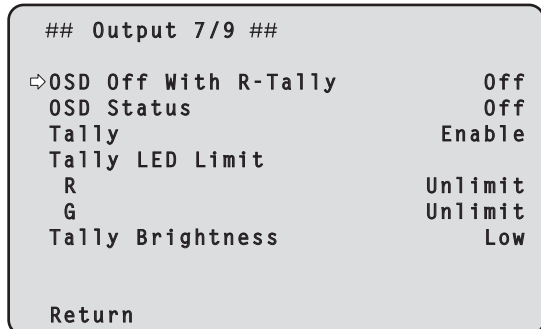 ## Output 7/9 ##
⇨OSD Off With R-Tally Off
OSD Status Off
Tally Enable
Tally LED Limit
R Unlimit
G Unlimit
Tally Brightness Low
Return